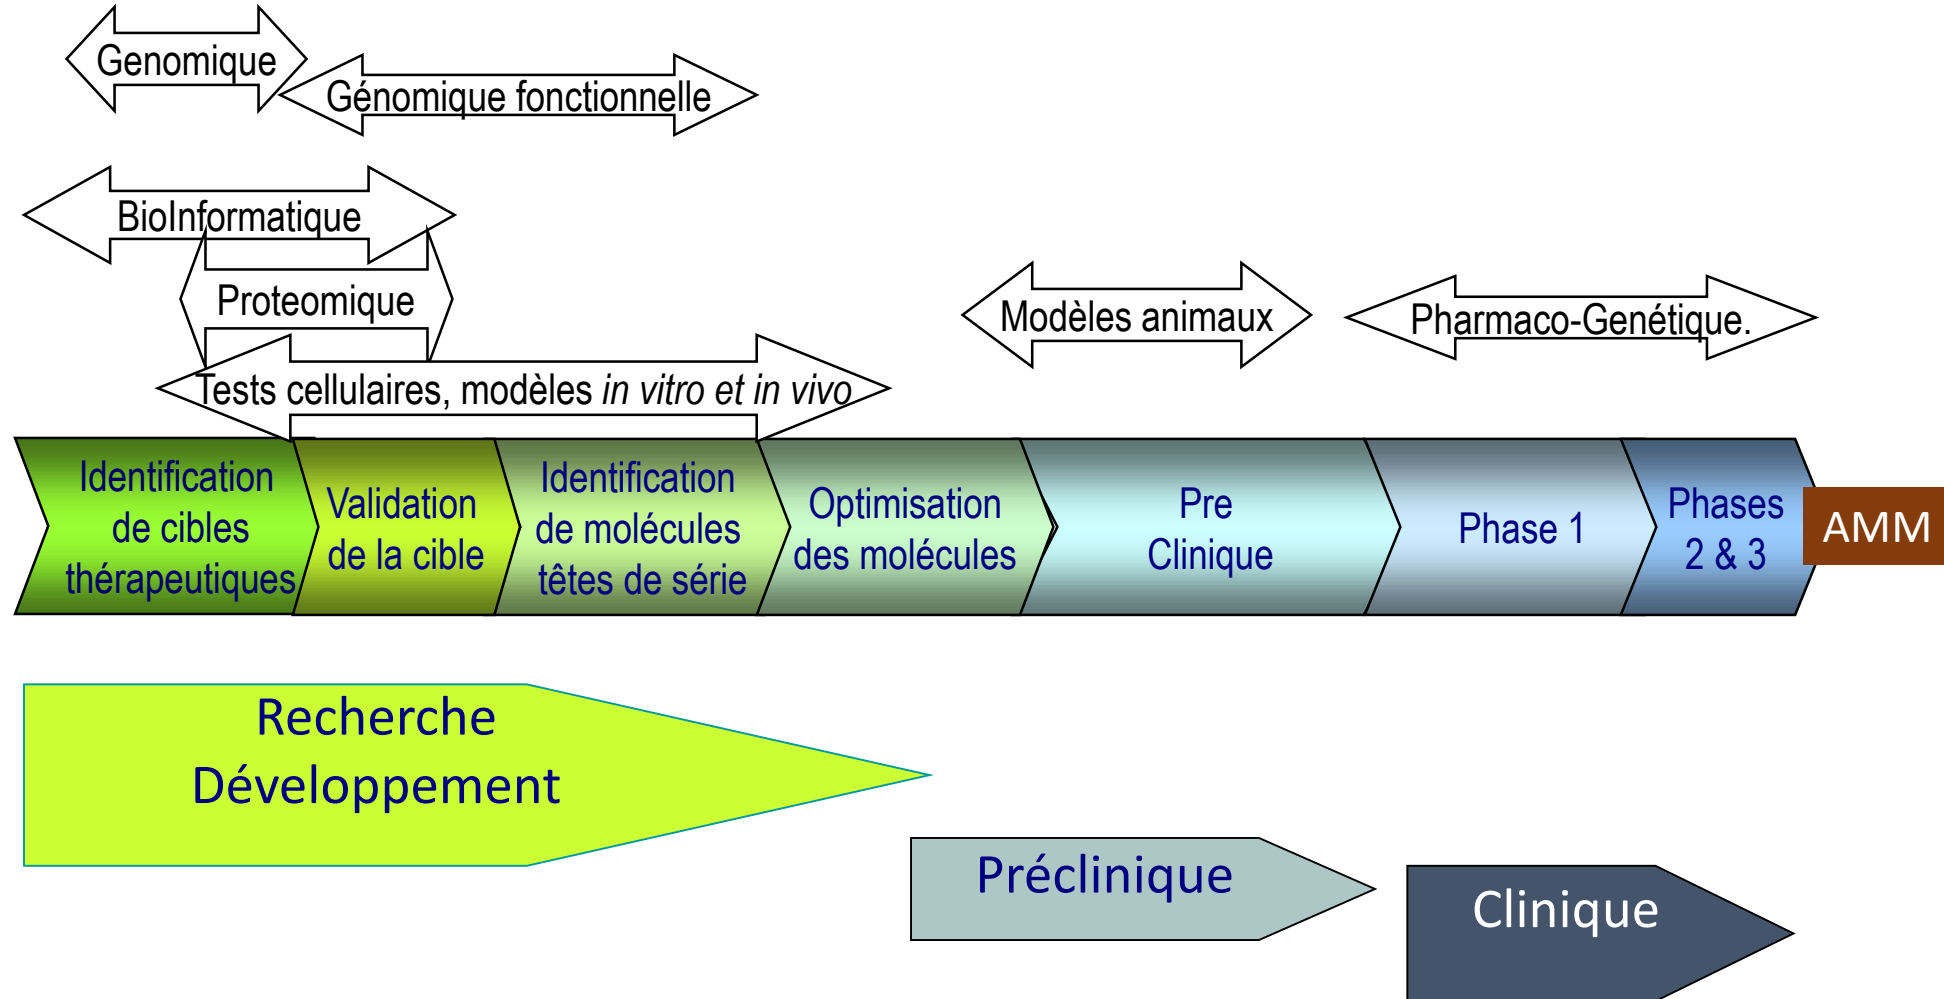 Genomique
Génomique fonctionnelle
BioInformatique
Proteomique
Modèles animaux
Pharmaco-Genétique.
Tests cellulaires, modèles in vitro et in vivo
Identification
de cibles
thérapeutiques
Validation
de la cible
Identification
de molécules
têtes de série
Optimisation
des molécules
Pre
Clinique
Phase 1
Phases
2 & 3
AMM
Recherche
Développement
Préclinique
Clinique